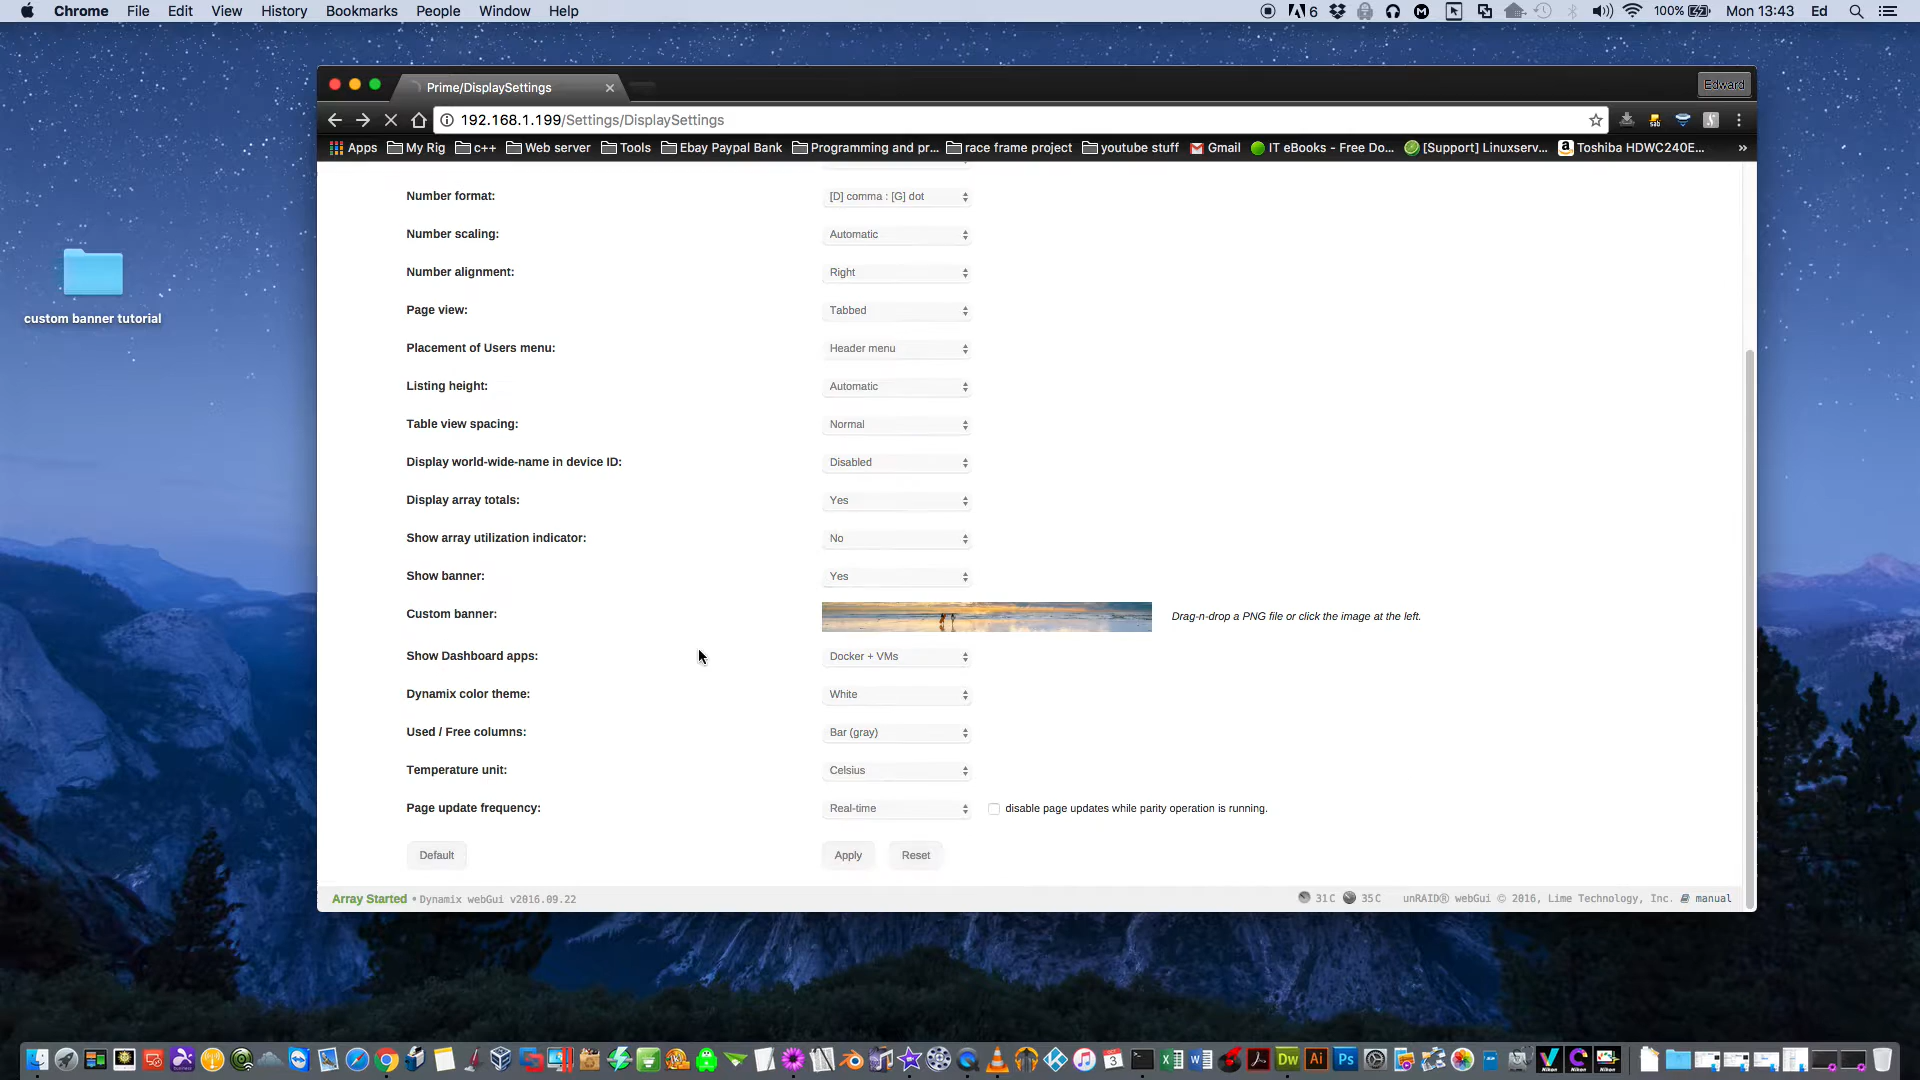 Chrome File Edit View History Bookmarks People Window Help 6 100% Mon 13:43 Ed
Prime/DisplaySettings Edward
192.168.1.199/Settings/DisplaySettings
Apps My Rig c++ Web server Tools Ebay Paypal Bank Programming and pr... race frame project youtube stuff Gmail IT eBooks - Free Do... [Support] Linuxserv... Toshiba HDWC240E... »
Number format: [D] comma : [G] dot
Number scaling: Automatic
Number alignment: Right
Page view: Tabbed
Placement of Users menu: Header menu
Listing height: Automatic
Table view spacing: Normal
Display world-wide-name in device ID: Disabled
Display array totals: Yes
Show array utilization indicator: No
Show banner: Yes
Custom banner: Drag-n-drop a PNG file or click the image at the left.
Show Dashboard apps: Docker + VMs
Dynamix color theme: White
Used / Free columns: Bar (gray)
Temperature unit: Celsius
Page update frequency: Real-time disable page updates while parity operation is running.
Default Apply Reset
Array Started • Dynamix webGui v2016.09.22 31C 35C unRAID® webGui © 2016, Lime Technology, Inc. manual
custom banner tutorial
Dw Ai Ps